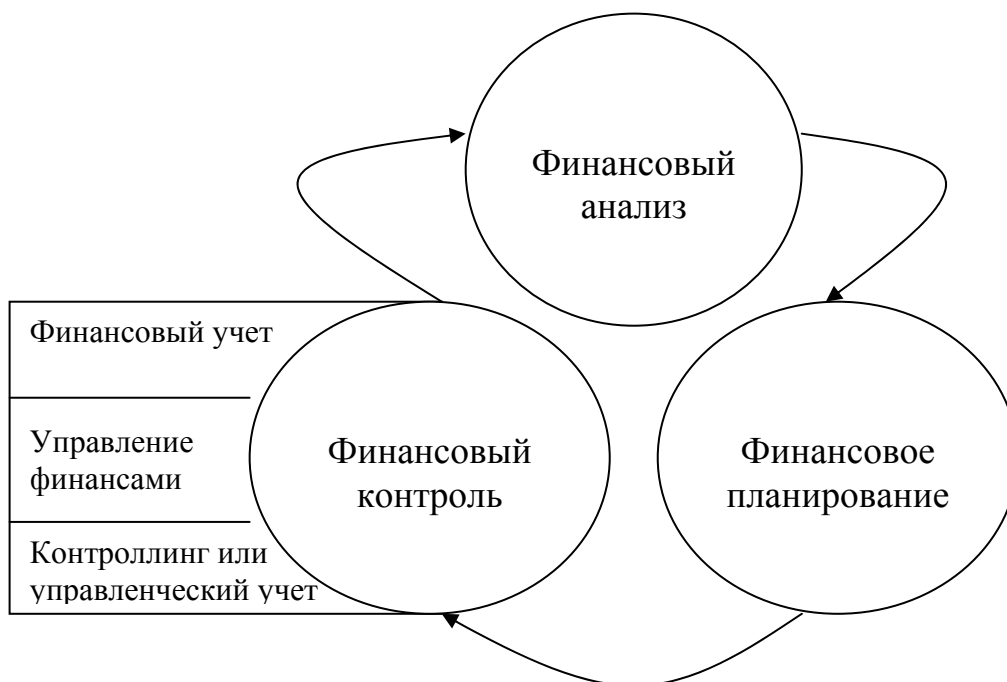 Финансовый
анализ
Финансовый учет
Управление
финансами
Контроллинг или
управленческий учет
Финансовый
контроль
Финансовое
планирование